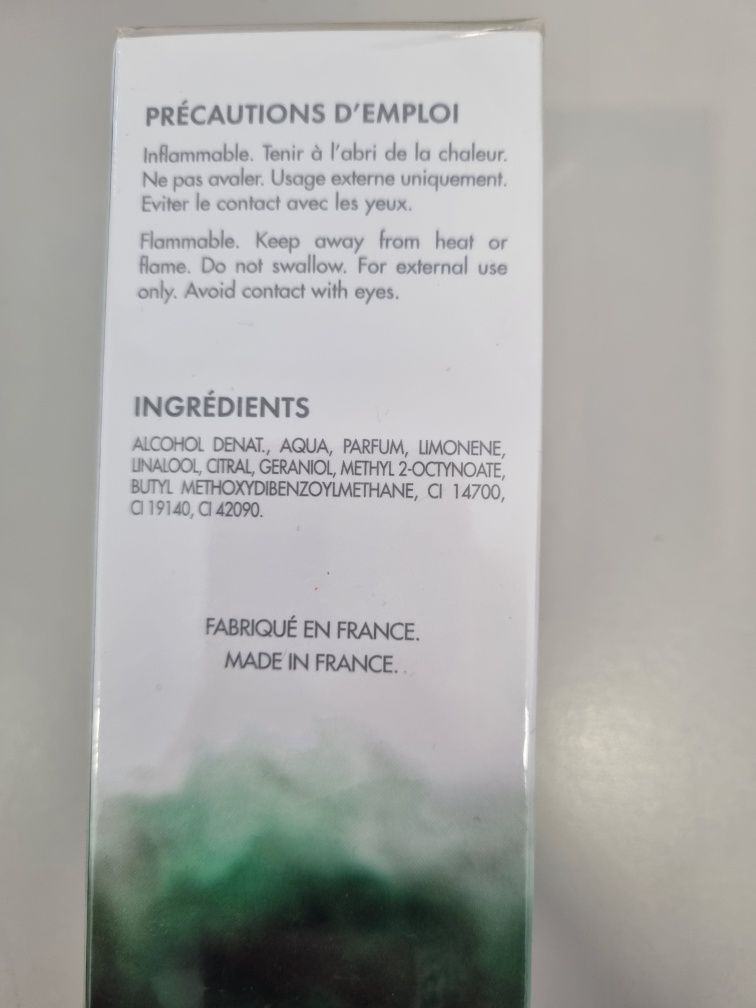 PRÉCAUTIONS D'EMPLOI
Inflammable. Tenir à l'abri de la chaleur.
Ne pas avaler. Usage externe uniquement.
Eviter le contact avec les yeux.
Flammable. Keep away from heat or
flame. Do not swallow. For external use
only. Avoid contact with eyes.
INGRÉDIENTS
ALCOHOL DENAT., AQUA, PARFUM, LIMONENE,
LINALOOL, CITRAL, GERANIOL, METHYL 2-OCTYNOATE,
BUTYL METHOXYDIBENZOYLMETHANE, CI 14700,
CI 19140, CI 42090.
FABRIQUÉ EN FRANCE.
MADE IN FRANCE.